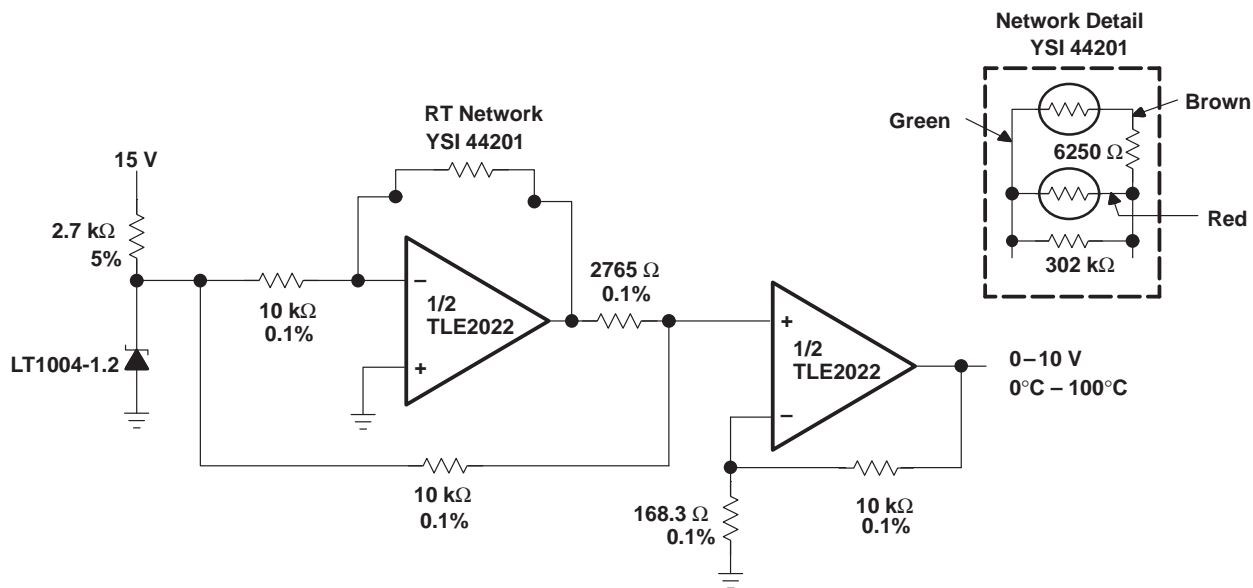 Network Detail
YSI 44201
Green
Brown
6250 Ω
Red
302 kΩ
RT Network
YSI 44201
15 V
2.7 kΩ
5%
10 kΩ
0.1%
LT1004-1.2
−
1/2
TLE2022
+
2765 Ω
0.1%
+
1/2
TLE2022
−
0–10 V
0°C – 100°C
10 kΩ
0.1%
168.3 Ω
0.1%
10 kΩ
0.1%